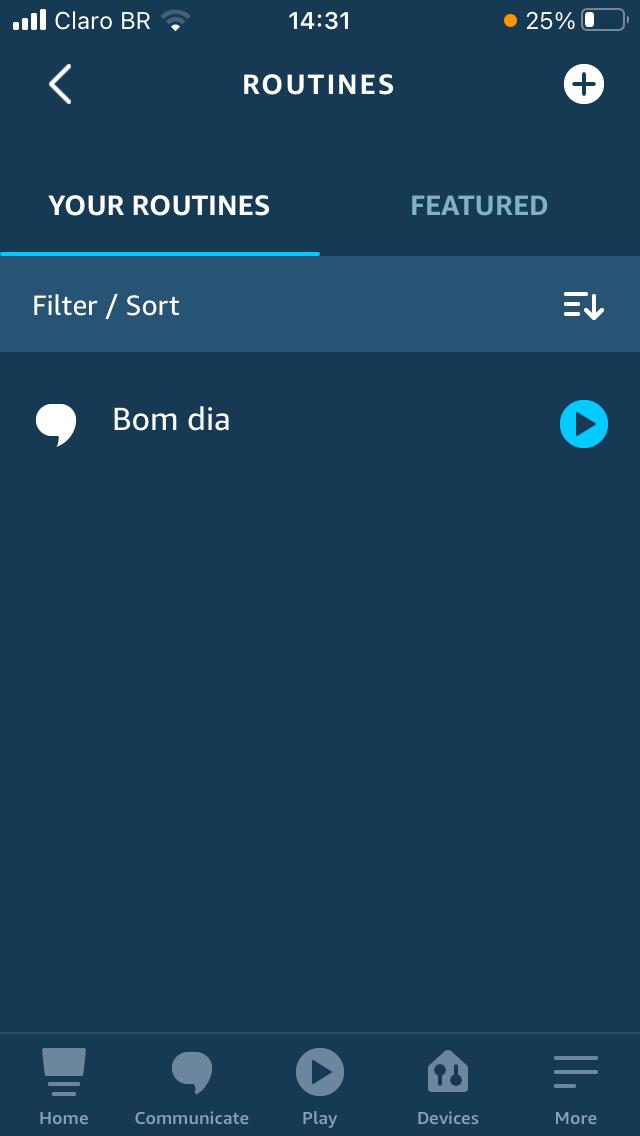 Claro BR 14:31 25%
ROUTINES
YOUR ROUTINES FEATURED
Filter / Sort
Bom dia
Home Communicate Play Devices More